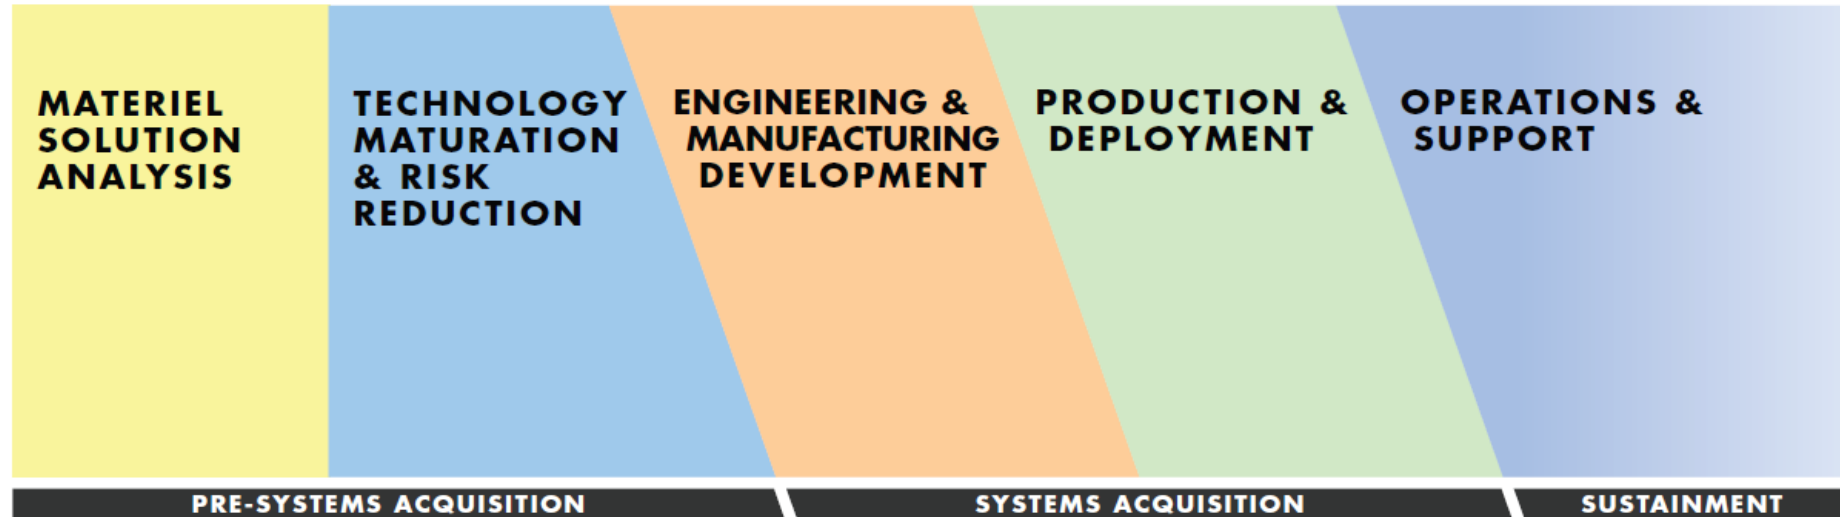 MATERIEL
SOLUTION
ANALYSIS
TECHNOLOGY
MATURATION
& RISK
REDUCTION
ENGINEERING &
MANUFACTURING
DEVELOPMENT
PRODUCTION &
DEPLOYMENT
OPERATIONS &
SUPPORT
PRE-SYSTEMS ACQUISITION
SYSTEMS ACQUISITION
SUSTAINMENT